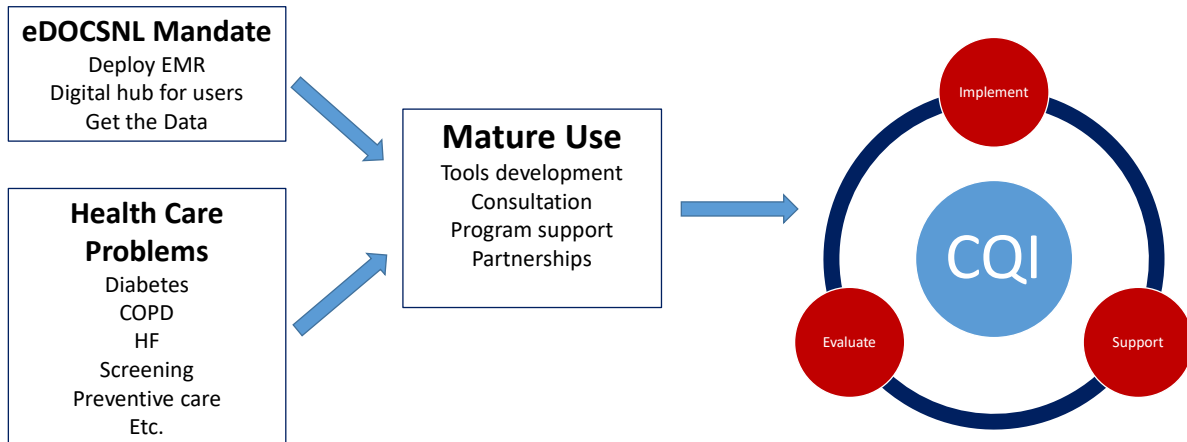 eDOCSNL Mandate
Deploy EMR
Digital hub for users
Get the Data
Health Care
Problems
Diabetes
COPD
HF
Screening
Preventive care
Etc.
Mature Use
Tools development
Consultation
Program support
Partnerships
Implement
CQI
Evaluate
Support